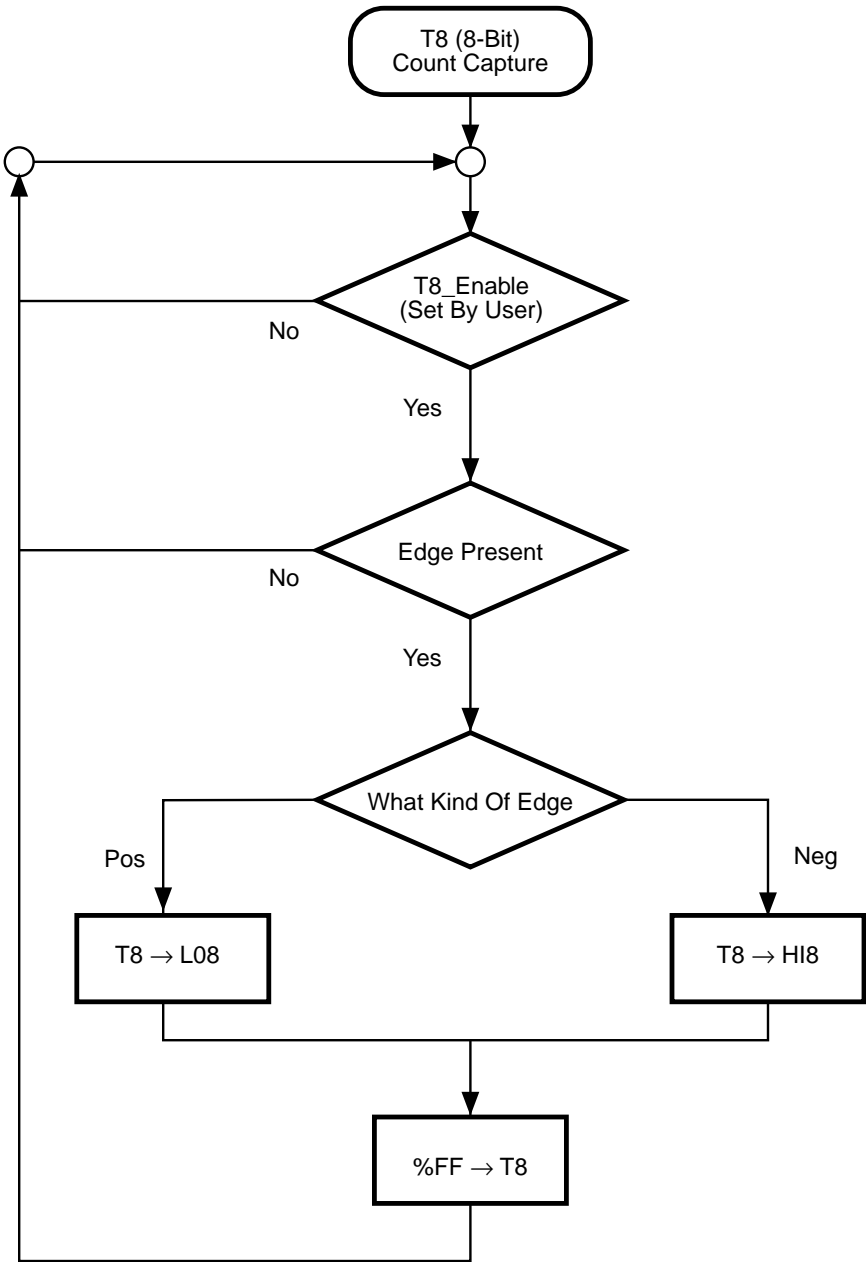 T8 (8-Bit)
Count Capture
T8_Enable
(Set By User)
No
Yes
Edge Present
No
Yes
What Kind Of Edge
Pos
Neg
T8 → L08
T8 → HI8
%FF → T8